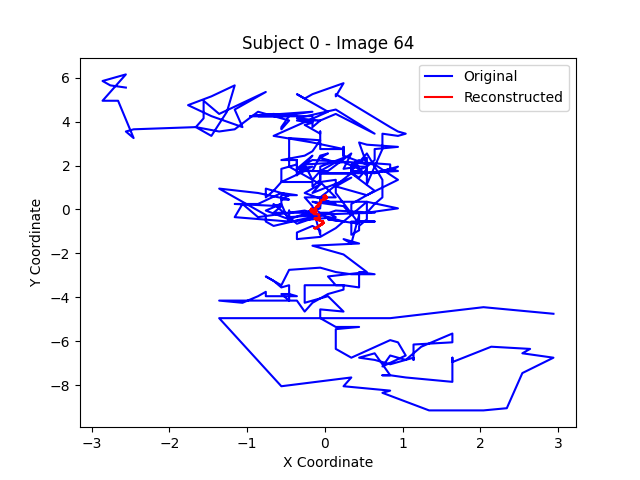 Subject 0 - Image 64
Original
Reconstructed
6
4
2
0
−2
−4
−6
−8
Y Coordinate
−3 −2 −1 0 1 2 3
X Coordinate